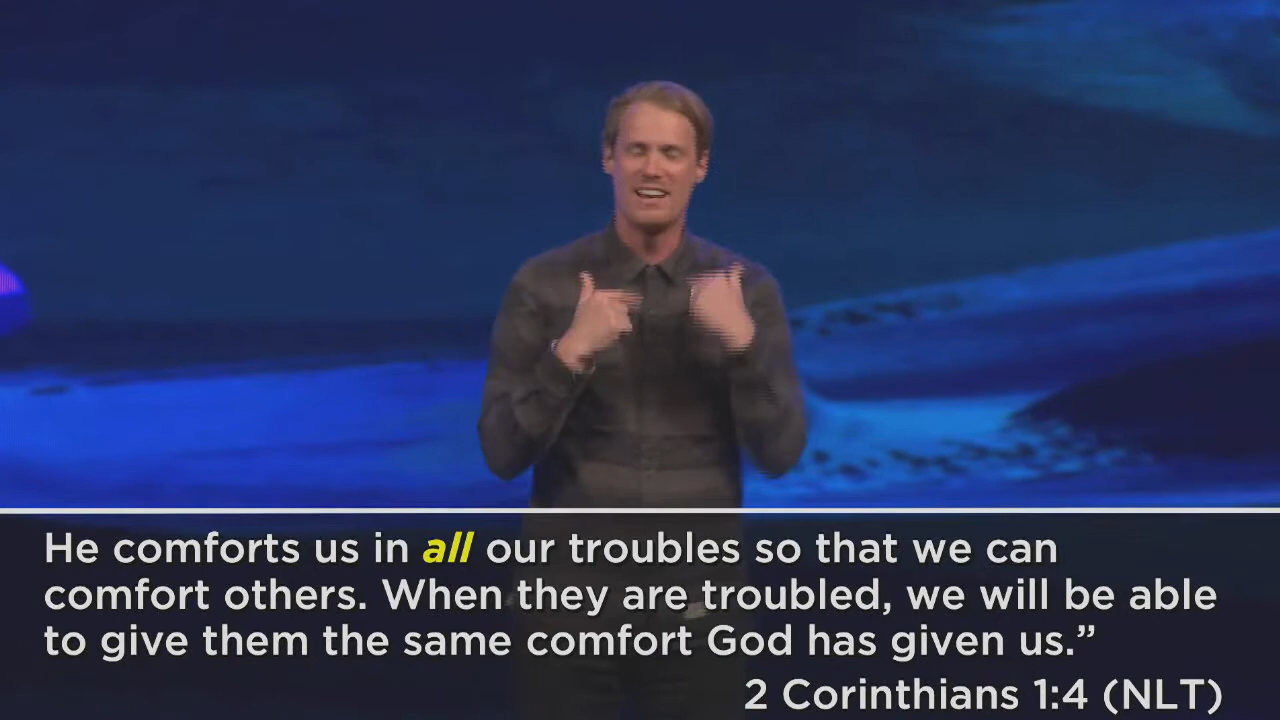 He comforts us in all our troubles so that we can
comfort others. When they are troubled, we will be able
to give them the same comfort God has given us.”
2 Corinthians 1:4 (NLT)